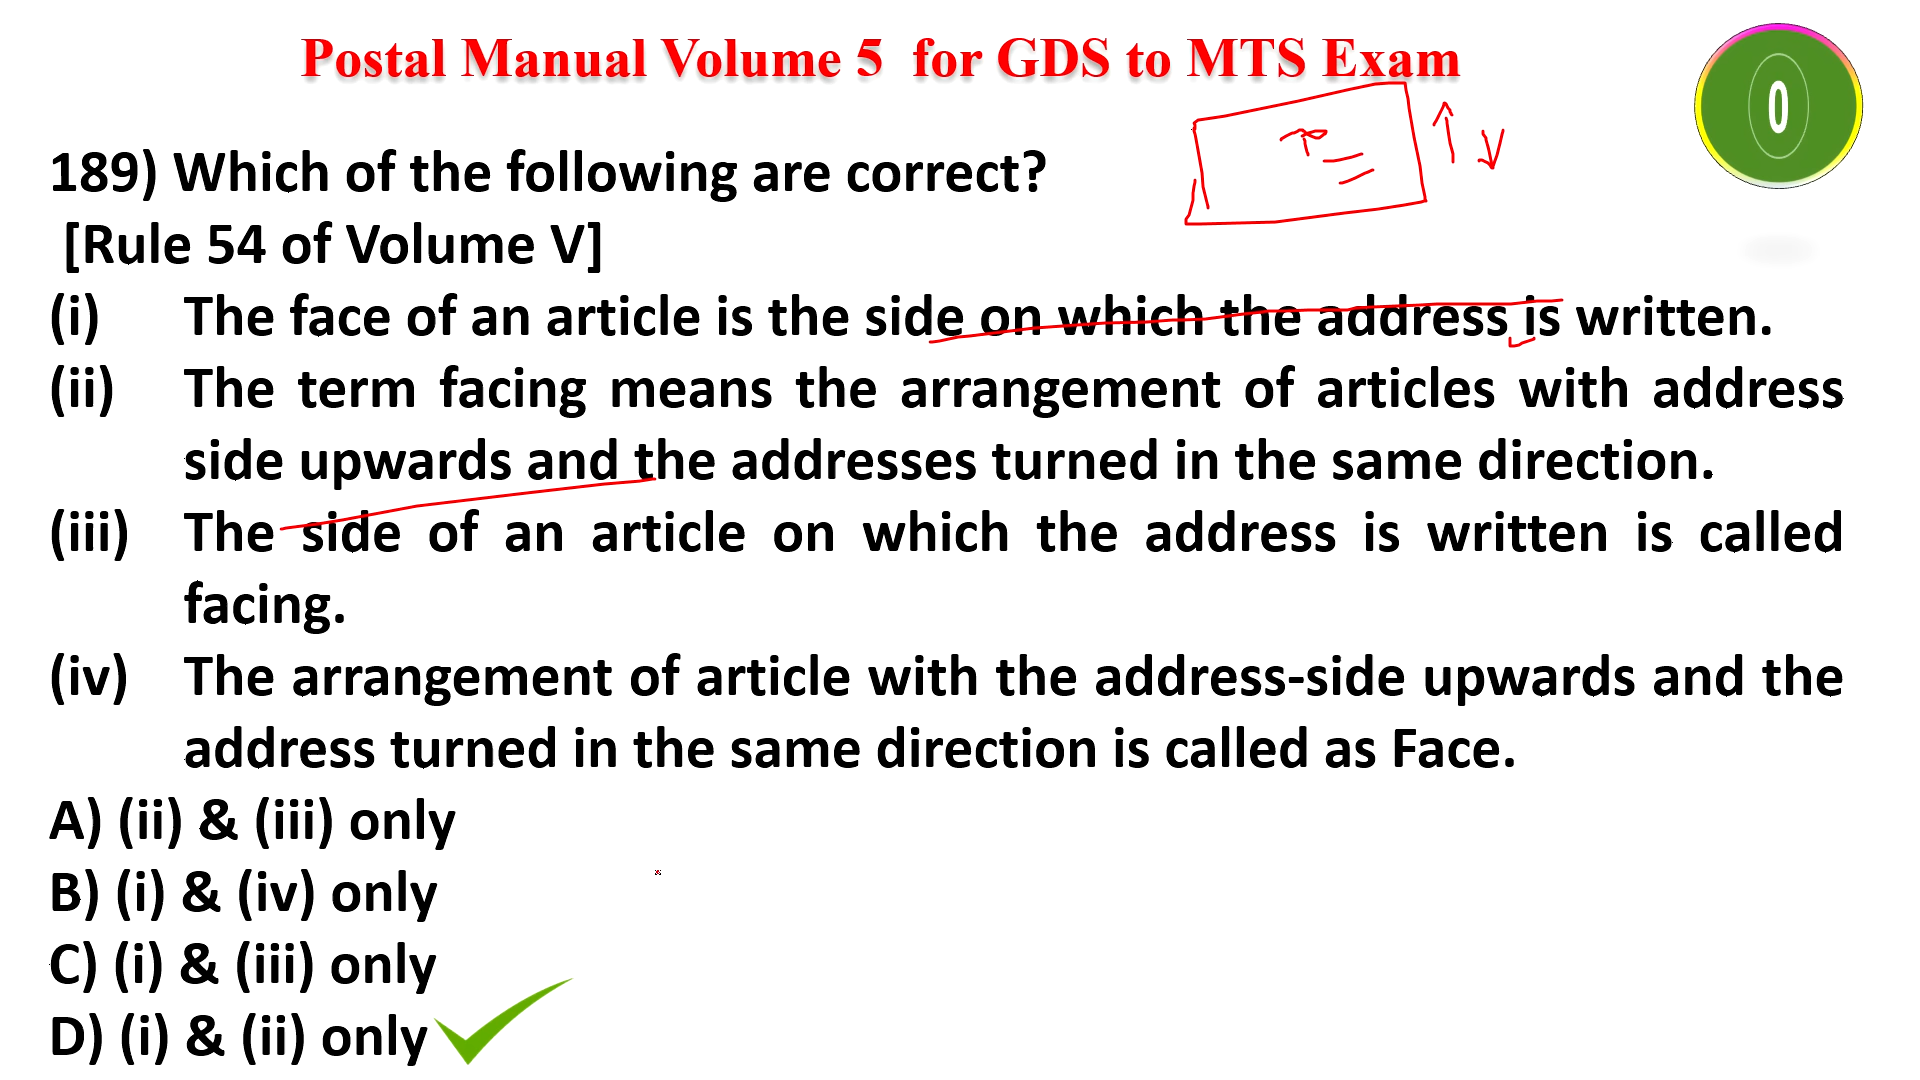 Postal Manual Volume 5 for GDS to MTS Exam
0
189) Which of the following are correct?
[Rule 54 of Volume V]
(i) The face of an article is the side on which the address is written.
(ii) The term facing means the arrangement of articles with address
side upwards and the addresses turned in the same direction.
(iii) The side of an article on which the address is written is called
facing.
(iv) The arrangement of article with the address-side upwards and the
address turned in the same direction is called as Face.
A) (ii) & (iii) only
B) (i) & (iv) only
C) (i) & (iii) only
D) (i) & (ii) only